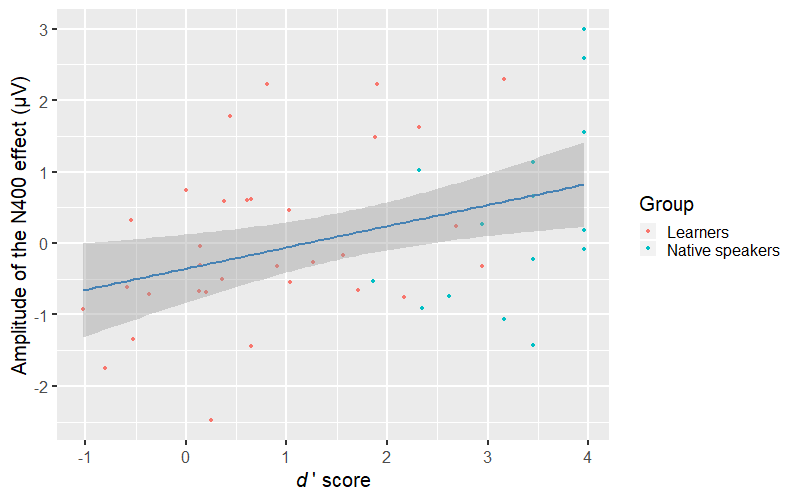 3
2
1
0
-1
-2
Amplitude of the N400 effect (µV)
-1 0 1 2 3 4
d ' score
Group
Learners
Native speakers